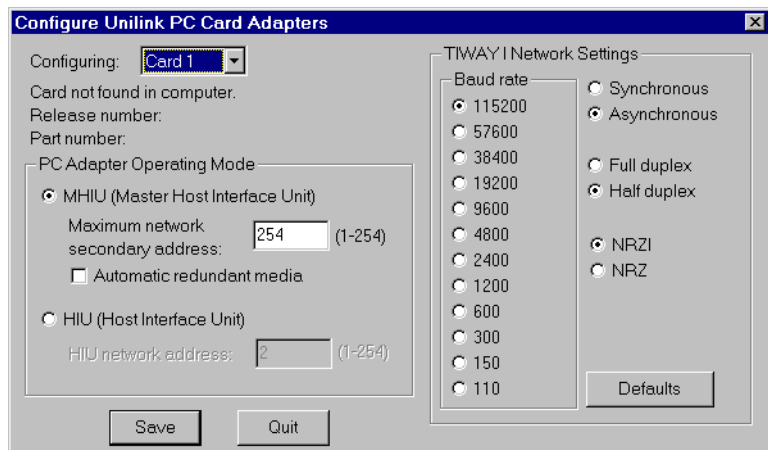 Configure Unilink PC Card Adapters
Configuring: Card 1
Card not found in computer.
Release number:
Part number:
PC Adapter Operating Mode
MHIU (Master Host Interface Unit)
Maximum network
secondary address: 254 (1-254)
Automatic redundant media
HIU (Host Interface Unit)
HIU network address: 2 (1-254)
Save Quit
TIWAY I Network Settings
Baud rate
115200
57600
38400
19200
9600
4800
2400
1200
600
300
150
110
Synchronous
Asynchronous
Full duplex
Half duplex
NRZI
NRZ
Defaults